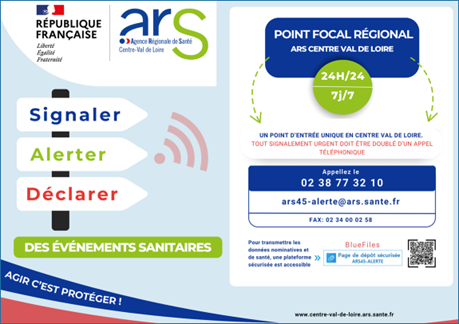 RÉPUBLIQUE
FRANÇAISE
Liberté
Égalité
Fraternité
ars
Agence Régionale de Santé
Centre-Val de Loire
Signaler
Alerter
Déclarer
DES ÉVÉNEMENTS SANITAIRES
AGIR C'EST PROTÉGER !
POINT FOCAL RÉGIONAL
ARS CENTRE VAL DE LOIRE
24H/24
7j/7
UN POINT D'ENTRÉE UNIQUE EN CENTRE VAL DE LOIRE.
TOUT SIGNALEMENT URGENT DOIT ÊTRE DOUBLÉ D'UN APPEL
TÉLÉPHONIQUE
Appelez le
02 38 77 32 10
ars45-alerte@ars.sante.fr
FAX: 02 34 00 02 58
Pour transmettre les
données nominatives et
de santé, une plateforme
sécurisée est accessible
BlueFiles
Page de dépôt sécurisée
ARS45-ALERTE
www.centre-val-de-loire.ars.sante.fr